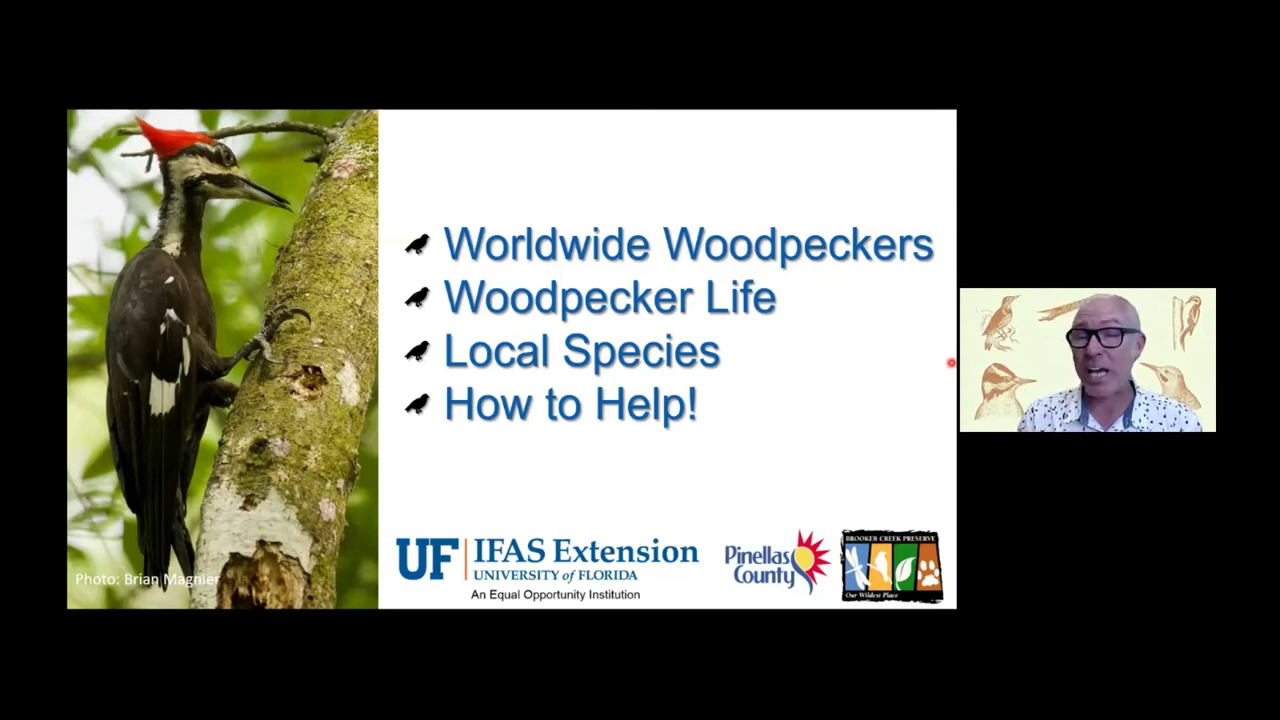 Worldwide Woodpeckers
Woodpecker Life
Local Species
How to Help!
Photo: Brian Magnier
UF IFAS Extension
UNIVERSITY of FLORIDA
An Equal Opportunity Institution
Pinellas
County
BROOKER CREEK PRESERVE
Our Wildest Place